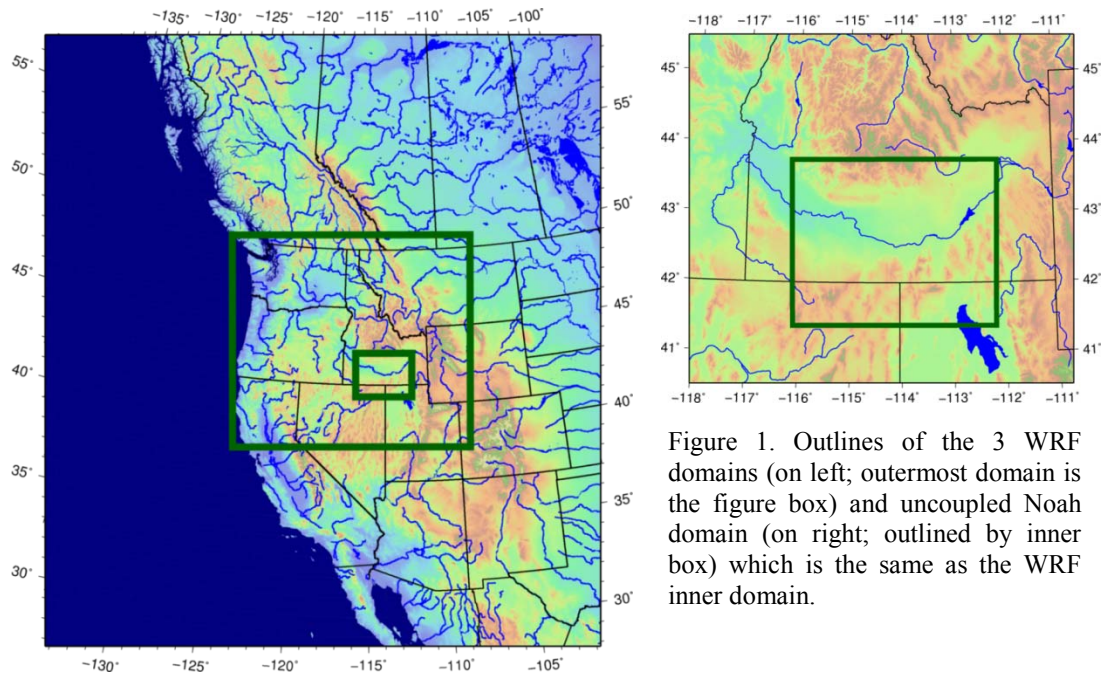 −135° −130° −125° −120° −115° −110° −105° −100°
−118° −117° −116° −115° −114° −113° −112° −111°
55°
50°
45°
40°
35°
30°
55°
50°
45°
40°
35°
30°
−130° −125° −120° −115° −110° −105°
45°
44°
43°
42°
41°
45°
44°
43°
42°
41°
−118° −117° −116° −115° −114° −113° −112° −111°
Figure 1. Outlines of the 3 WRF
domains (on left; outermost domain is
the figure box) and uncoupled Noah
domain (on right; outlined by inner
box) which is the same as the WRF
inner domain.